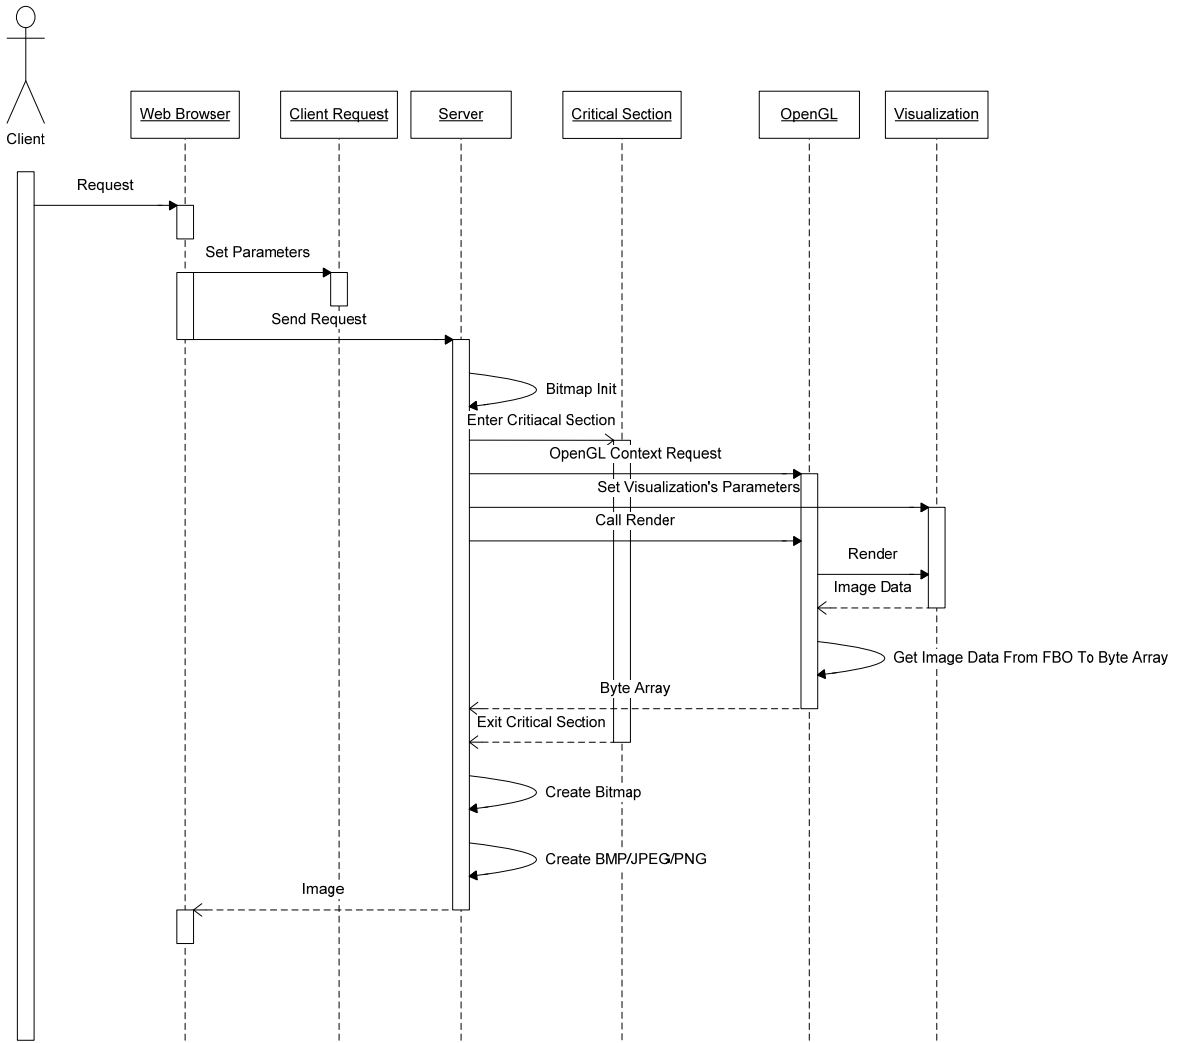 Client
Web Browser
Client Request
Server
Critical Section
OpenGL
Visualization
Request
Set Parameters
Send Request
Bitmap Init
Enter Critiacal Section
OpenGL Context Request
Set Visualization's Parameters
Call Render
Render
Image Data
Get Image Data From FBO To Byte Array
Byte Array
Exit Critical Section
Create Bitmap
Create BMP/JPEG/PNG
Image